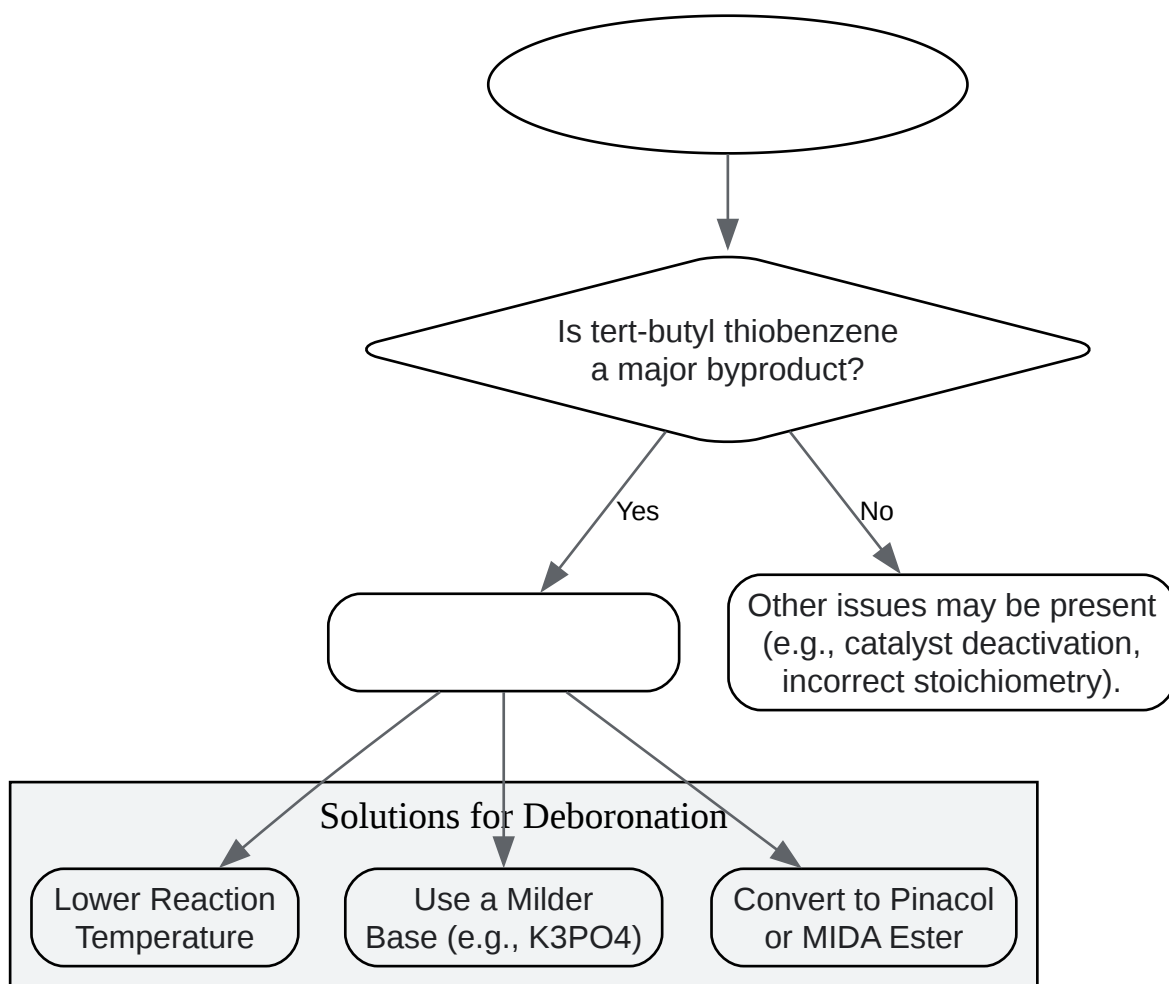 Is tert-butyl thiobenzene
a major byproduct?
Yes
No
Other issues may be present
(e.g., catalyst deactivation,
incorrect stoichiometry).
Solutions for Deboronation
Lower Reaction
Temperature
Use a Milder
Base (e.g., K3PO4)
Convert to Pinacol
or MIDA Ester